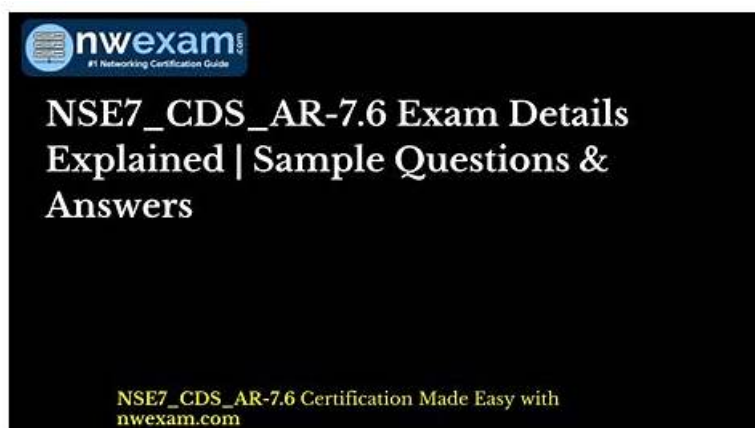 nwexam.com
#1 Networking Certification Guide
NSE7_CDS_AR-7.6 Exam Details
Explained | Sample Questions &
Answers
NSE7_CDS_AR-7.6 Certification Made Easy with
nwexam.com